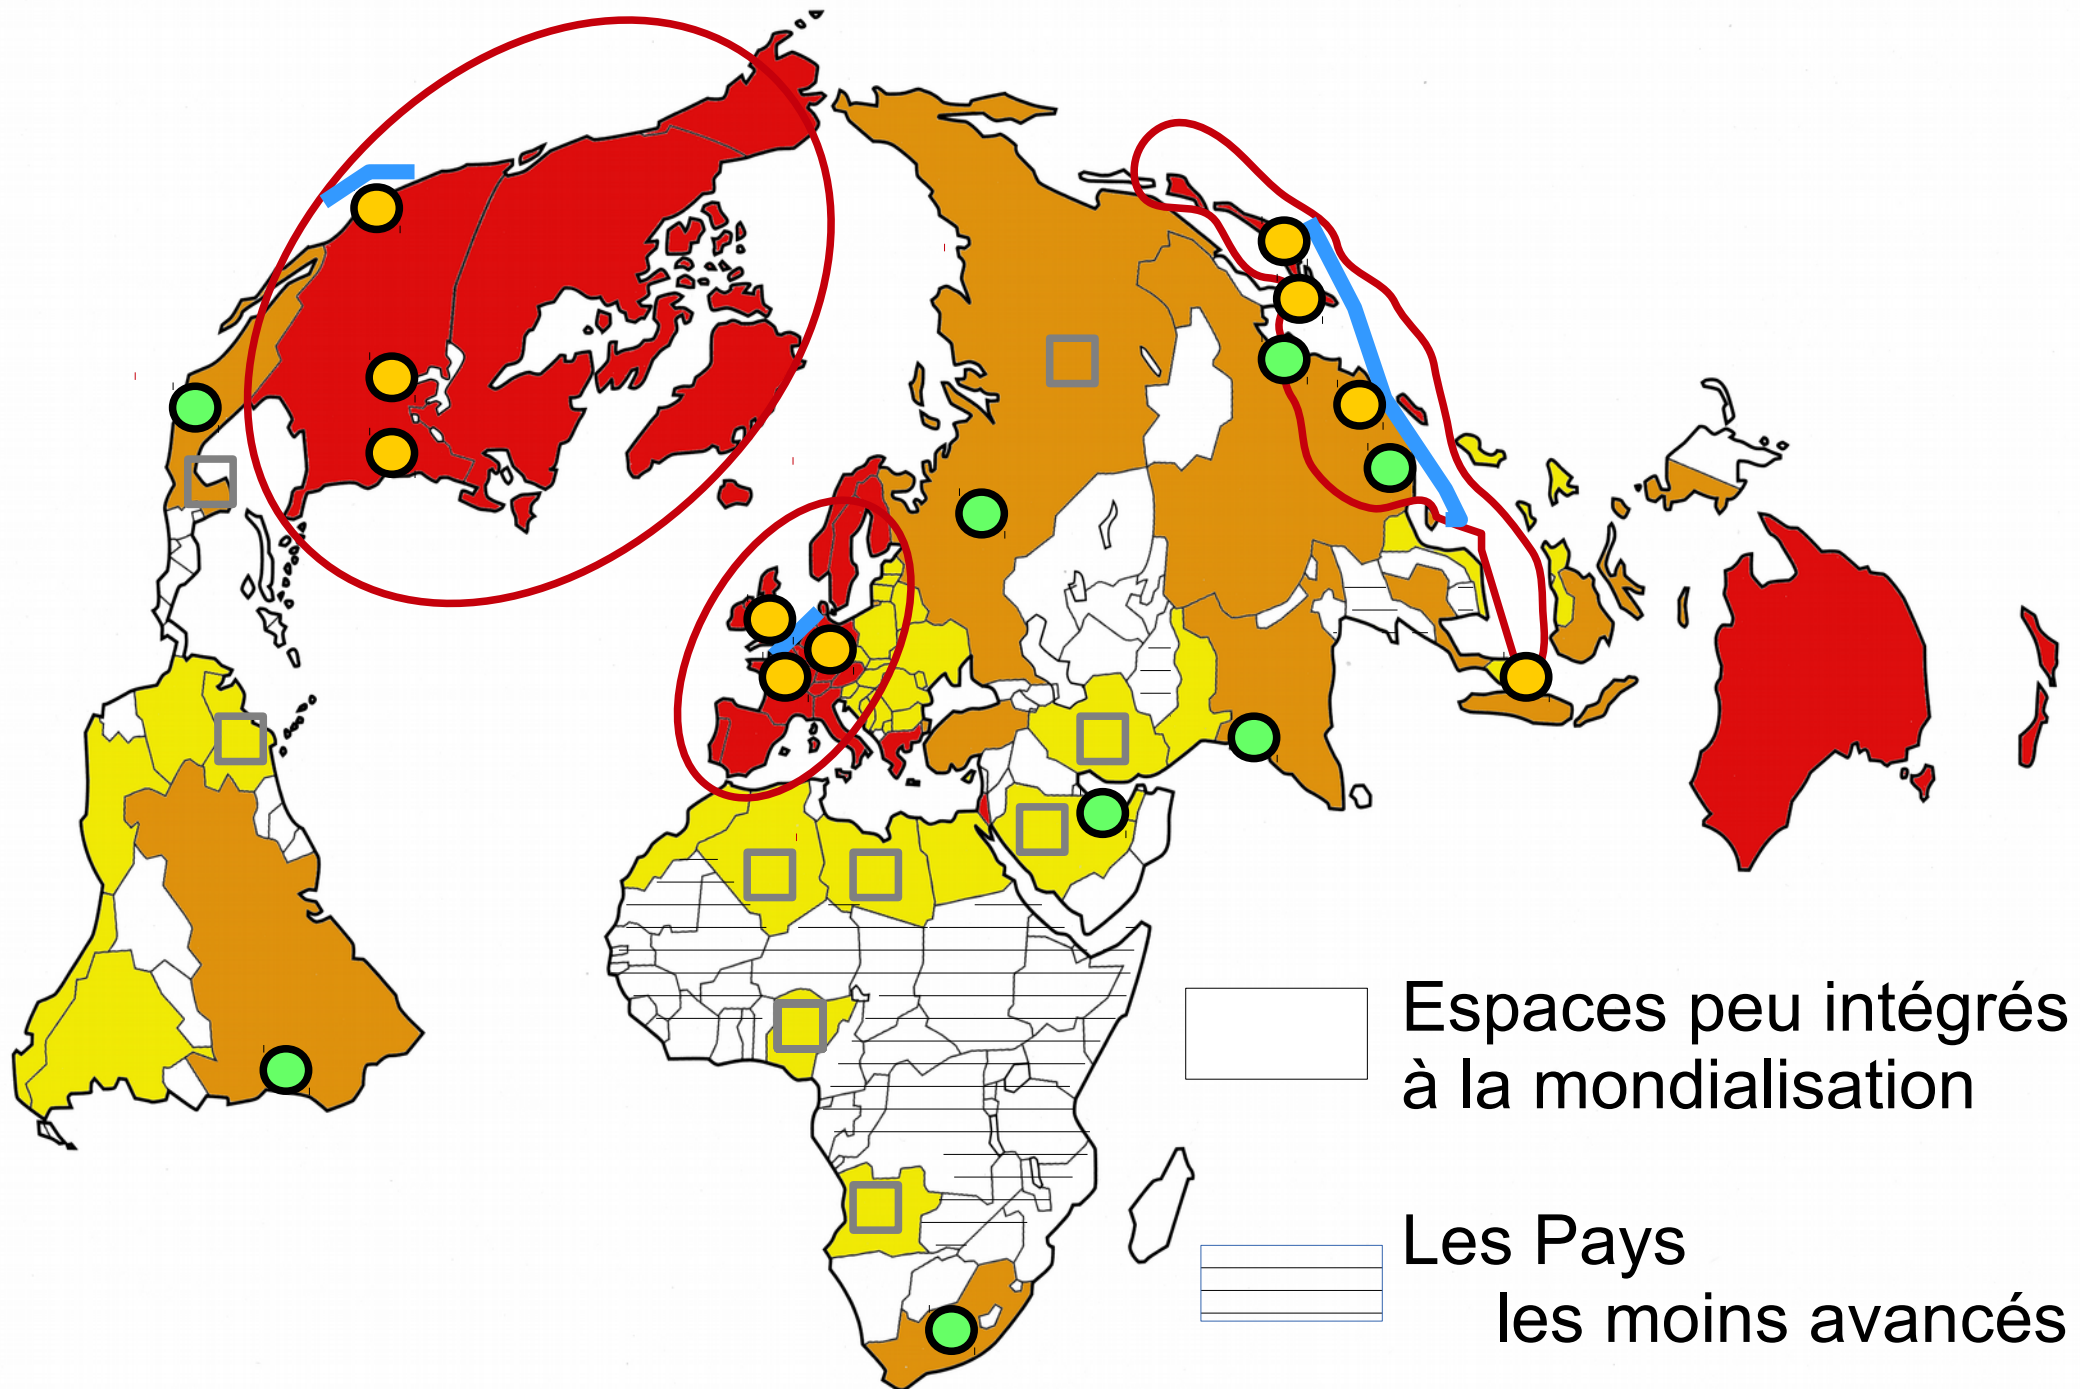 Espaces peu intégrés
à la mondialisation
Les Pays
les moins avancés